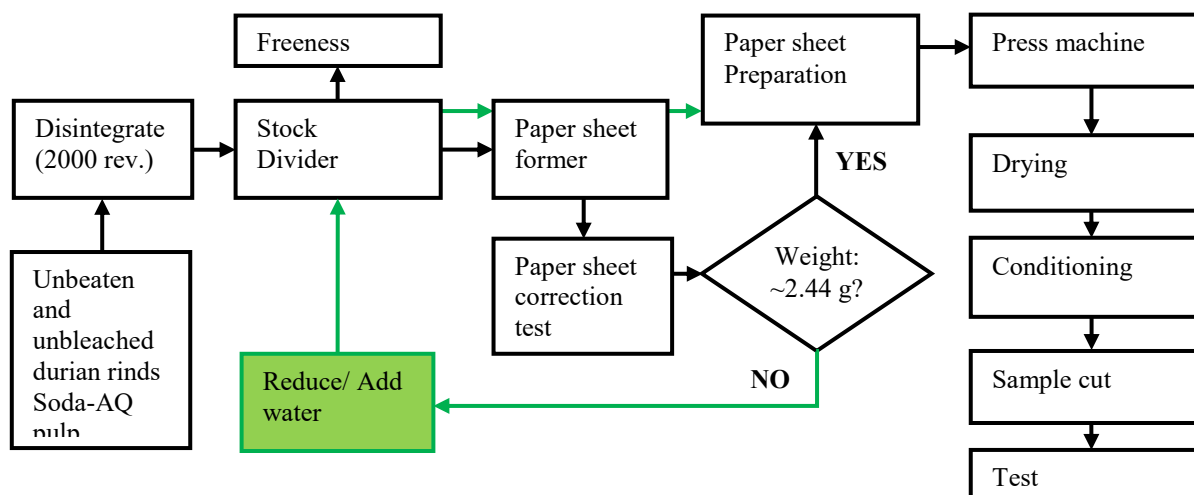 Freeness
Paper sheet
Preparation
Press machine
Disintegrate
(2000 rev.)
Stock
Divider
Paper sheet
former
YES
Drying
Unbeaten
and
unbleached
durian rinds
Soda-AQ
pulp
Paper sheet
correction
test
Weight:
~2.44 g?
Conditioning
Reduce/ Add
water
NO
Sample cut
Test